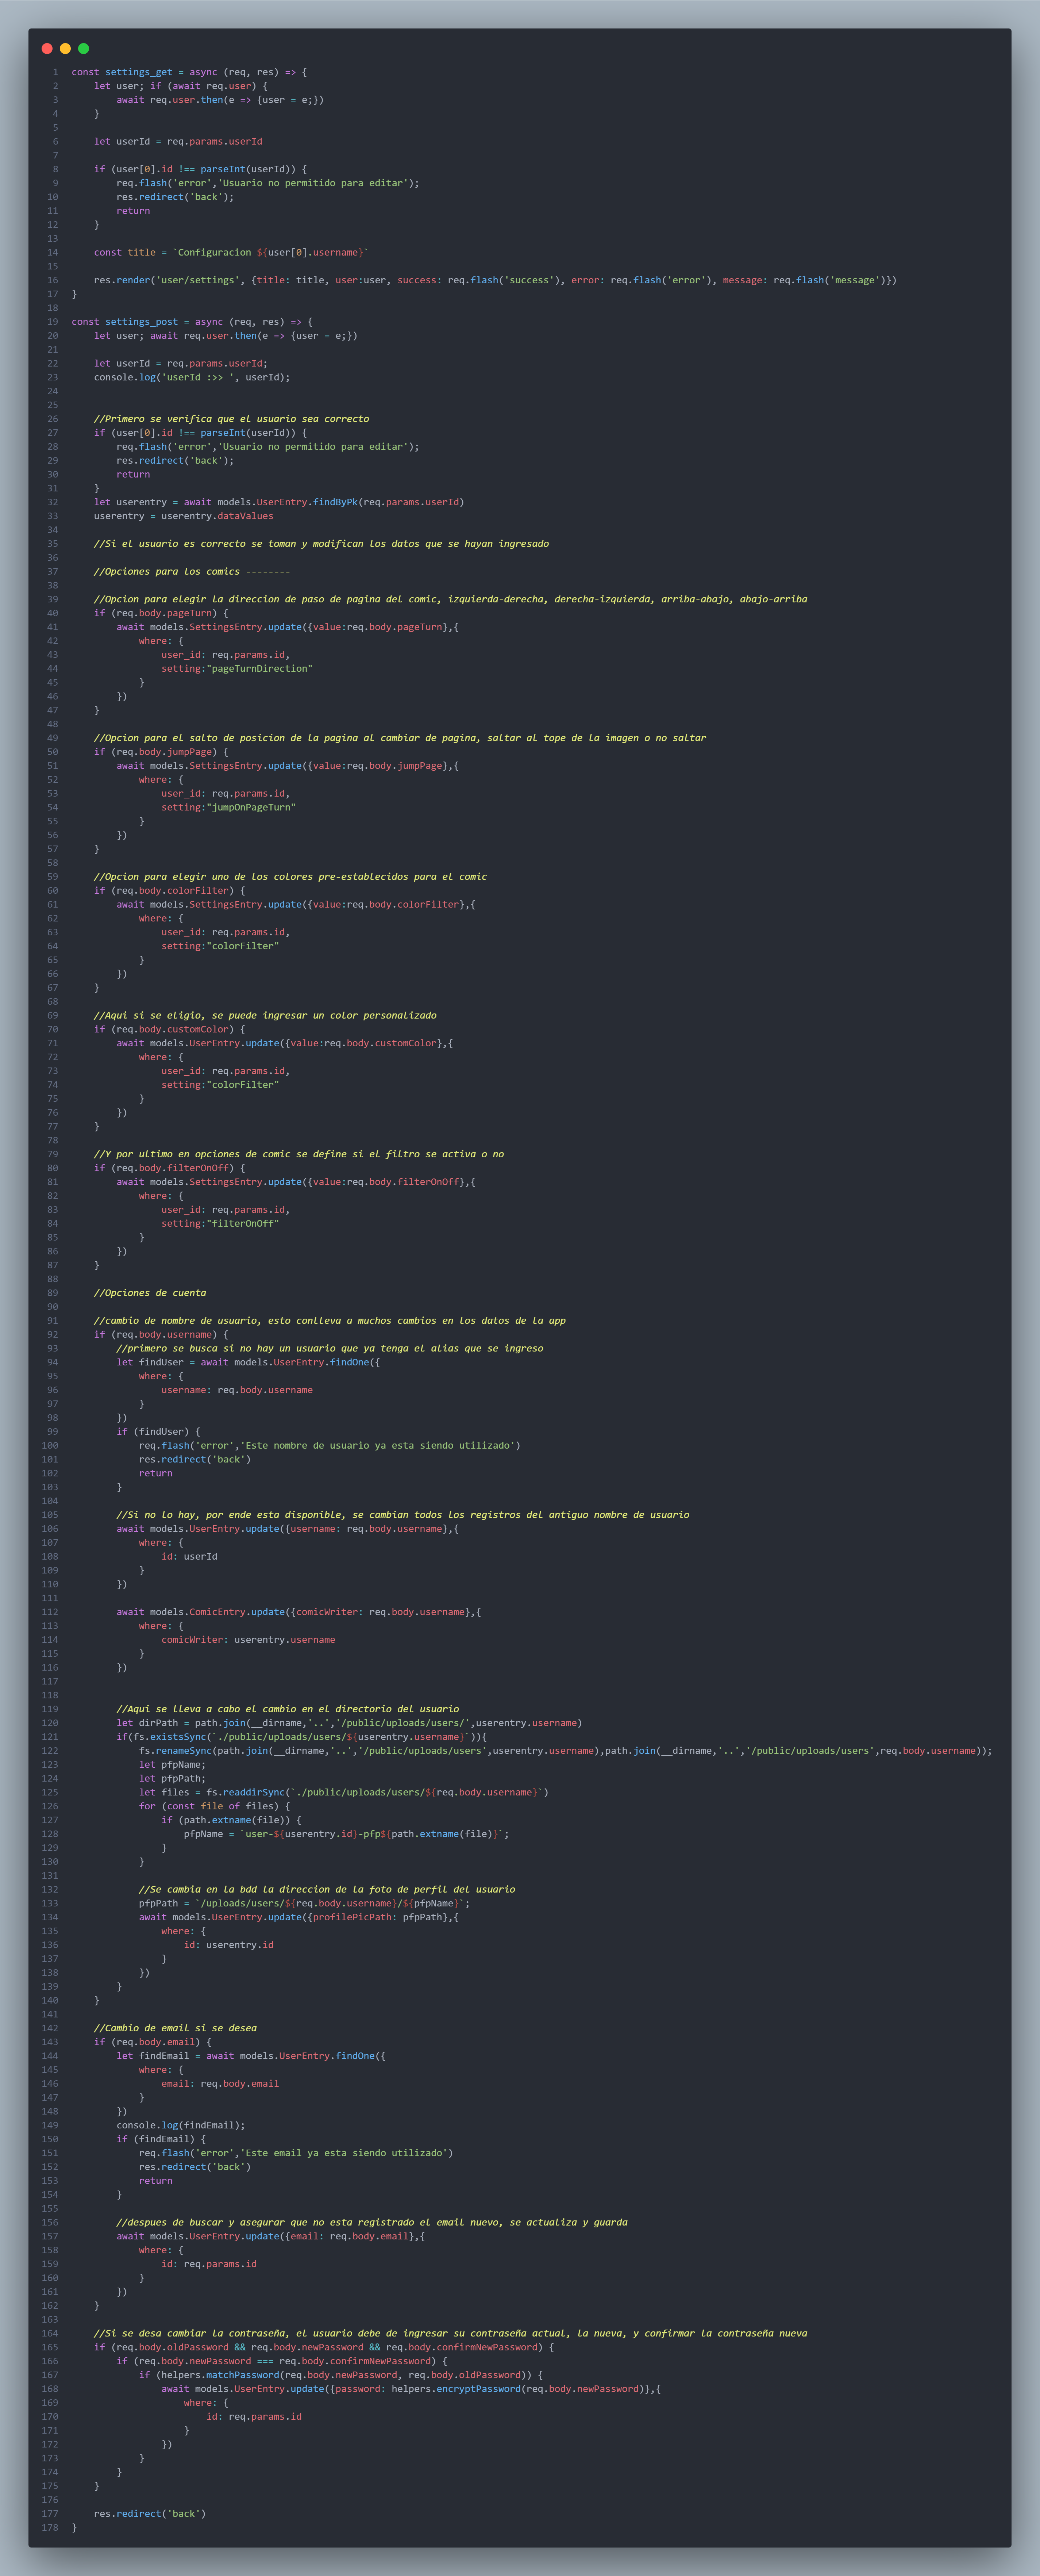 1 const settings_get = async (req, res) => {
2     let user; if (await req.user) {
3         await req.user.then(e => {user = e;})
4     }
5
6     let userId = req.params.userId
7
8     if (user[0].id !== parseInt(userId)) {
9         req.flash('error','Usuario no permitido para editar');
10         res.redirect('back');
11         return
12     }
13
14     const title = `Configuracion ${user[0].username}`
15
16     res.render('user/settings', {title: title, user:user, success: req.flash('success'), error: req.flash('error'), message: req.flash('message')})
17 }
18
19 const settings_post = async (req, res) => {
20     let user; await req.user.then(e => {user = e;})
21
22     let userId = req.params.userId;
23     console.log('userId :>> ', userId);
24
25
26     //Primero se verifica que el usuario sea correcto
27     if (user[0].id !== parseInt(userId)) {
28         req.flash('error','Usuario no permitido para editar');
29         res.redirect('back');
30         return
31     }
32     let userentry = await models.UserEntry.findByPk(req.params.userId)
33     userentry = userentry.dataValues
34
35     //Si el usuario es correcto se toman y modifican los datos que se hayan ingresado
36
37     //Opciones para los comics --------
38
39     //Opcion para elegir la direccion de paso de pagina del comic, izquierda-derecha, derecha-izquierda, arriba-abajo, abajo-arriba
40     if (req.body.pageTurn) {
41         await models.SettingsEntry.update({value:req.body.pageTurn},{
42             where: {
43                 user_id: req.params.id,
44                 setting:"pageTurnDirection"
45             }
46         })
47     }
48
49     //Opcion para el salto de posicion de la pagina al cambiar de pagina, saltar al tope de la imagen o no saltar
50     if (req.body.jumpPage) {
51         await models.SettingsEntry.update({value:req.body.jumpPage},{
52             where: {
53                 user_id: req.params.id,
54                 setting:"jumpOnPageTurn"
55             }
56         })
57     }
58
59     //Opcion para elegir uno de los colores pre-establecidos para el comic
60     if (req.body.colorFilter) {
61         await models.SettingsEntry.update({value:req.body.colorFilter},{
62             where: {
63                 user_id: req.params.id,
64                 setting:"colorFilter"
65             }
66         })
67     }
68
69     //Aqui si se eligio, se puede ingresar un color personalizado
70     if (req.body.customColor) {
71         await models.UserEntry.update({value:req.body.customColor},{
72             where: {
73                 user_id: req.params.id,
74                 setting:"colorFilter"
75             }
76         })
77     }
78
79     //Y por ultimo en opciones de comic se define si el filtro se activa o no
80     if (req.body.filterOnOff) {
81         await models.SettingsEntry.update({value:req.body.filterOnOff},{
82             where: {
83                 user_id: req.params.id,
84                 setting:"filterOnOff"
85             }
86         })
87     }
88
89     //Opciones de cuenta
90
91     //cambio de nombre de usuario, esto conlleva a muchos cambios en los datos de la app
92     if (req.body.username) {
93         //primero se busca si no hay un usuario que ya tenga el alias que se ingreso
94         let findUser = await models.UserEntry.findOne({
95             where: {
96                 username: req.body.username
97             }
98         })
99         if (findUser) {
100             req.flash('error','Este nombre de usuario ya esta siendo utilizado')
101             res.redirect('back')
102             return
103         }
104
105         //Si no lo hay, por ende esta disponible, se cambian todos los registros del antiguo nombre de usuario
106         await models.UserEntry.update({username: req.body.username},{
107             where: {
108                 id: userId
109             }
110         })
111
112         await models.ComicEntry.update({comicWriter: req.body.username},{
113             where: {
114                 comicWriter: userentry.username
115             }
116         })
117
118
119         //Aqui se lleva a cabo el cambio en el directorio del usuario
120         let dirPath = path.join(__dirname,'..','/public/uploads/users/',userentry.username)
121         if(fs.existsSync(`./public/uploads/users/${userentry.username}`)){
122             fs.renameSync(path.join(__dirname,'..','/public/uploads/users',userentry.username),path.join(__dirname,'..','/public/uploads/users',req.body.username));
123             let pfpName;
124             let pfpPath;
125             let files = fs.readdirSync(`./public/uploads/users/${req.body.username}`)
126             for (const file of files) {
127                 if (path.extname(file)) {
128                     pfpName = `user-${userentry.id}-pfp${path.extname(file)}`;
129                 }
130             }
131
132             //Se cambia en la bdd la direccion de la foto de perfil del usuario
133             pfpPath = `/uploads/users/${req.body.username}/${pfpName}`;
134             await models.UserEntry.update({profilePicPath: pfpPath},{
135                 where: {
136                     id: userentry.id
137                 }
138             })
139         }
140     }
141
142     //Cambio de email si se desea
143     if (req.body.email) {
144         let findEmail = await models.UserEntry.findOne({
145             where: {
146                 email: req.body.email
147             }
148         })
149         console.log(findEmail);
150         if (findEmail) {
151             req.flash('error','Este email ya esta siendo utilizado')
152             res.redirect('back')
153             return
154         }
155
156         //despues de buscar y asegurar que no esta registrado el email nuevo, se actualiza y guarda
157         await models.UserEntry.update({email: req.body.email},{
158             where: {
159                 id: req.params.id
160             }
161         })
162     }
163
164     //Si se desa cambiar la contraseña, el usuario debe de ingresar su contraseña actual, la nueva, y confirmar la contraseña nueva
165     if (req.body.oldPassword && req.body.newPassword && req.body.confirmNewPassword) {
166         if (req.body.newPassword === req.body.confirmNewPassword) {
167             if (helpers.matchPassword(req.body.newPassword, req.body.oldPassword)) {
168                 await models.UserEntry.update({password: helpers.encryptPassword(req.body.newPassword)},{
169                     where: {
170                         id: req.params.id
171                     }
172                 })
173             }
174         }
175     }
176
177     res.redirect('back')
178 }